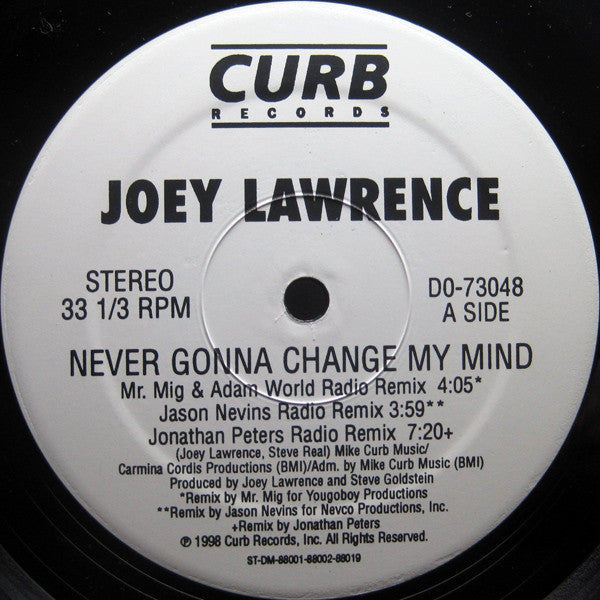 CURB
RECORDS
JOEY LAWRENCE
STEREO
33 1/3 RPM
D0-73048
A SIDE
NEVER GONNA CHANGE MY MIND
Mr. Mig & Adam World Radio Remix 4:05*
Jason Nevins Radio Remix 3:59**
Jonathan Peters Radio Remix 7:20+
(Joey Lawrence, Steve Real) Mike Curb Music/
Carmina Cordis Productions (BMI)/Adm. by Mike Curb Music (BMI)
Produced by Joey Lawrence and Steve Goldstein
*Remix by Mr. Mig for Yougoboy Productions
**Remix by Jason Nevins for Nevco Productions, Inc.
+Remix by Jonathan Peters
℗ 1998 Curb Records, Inc. All Rights Reserved.
ST-DM-88001-88002-88019